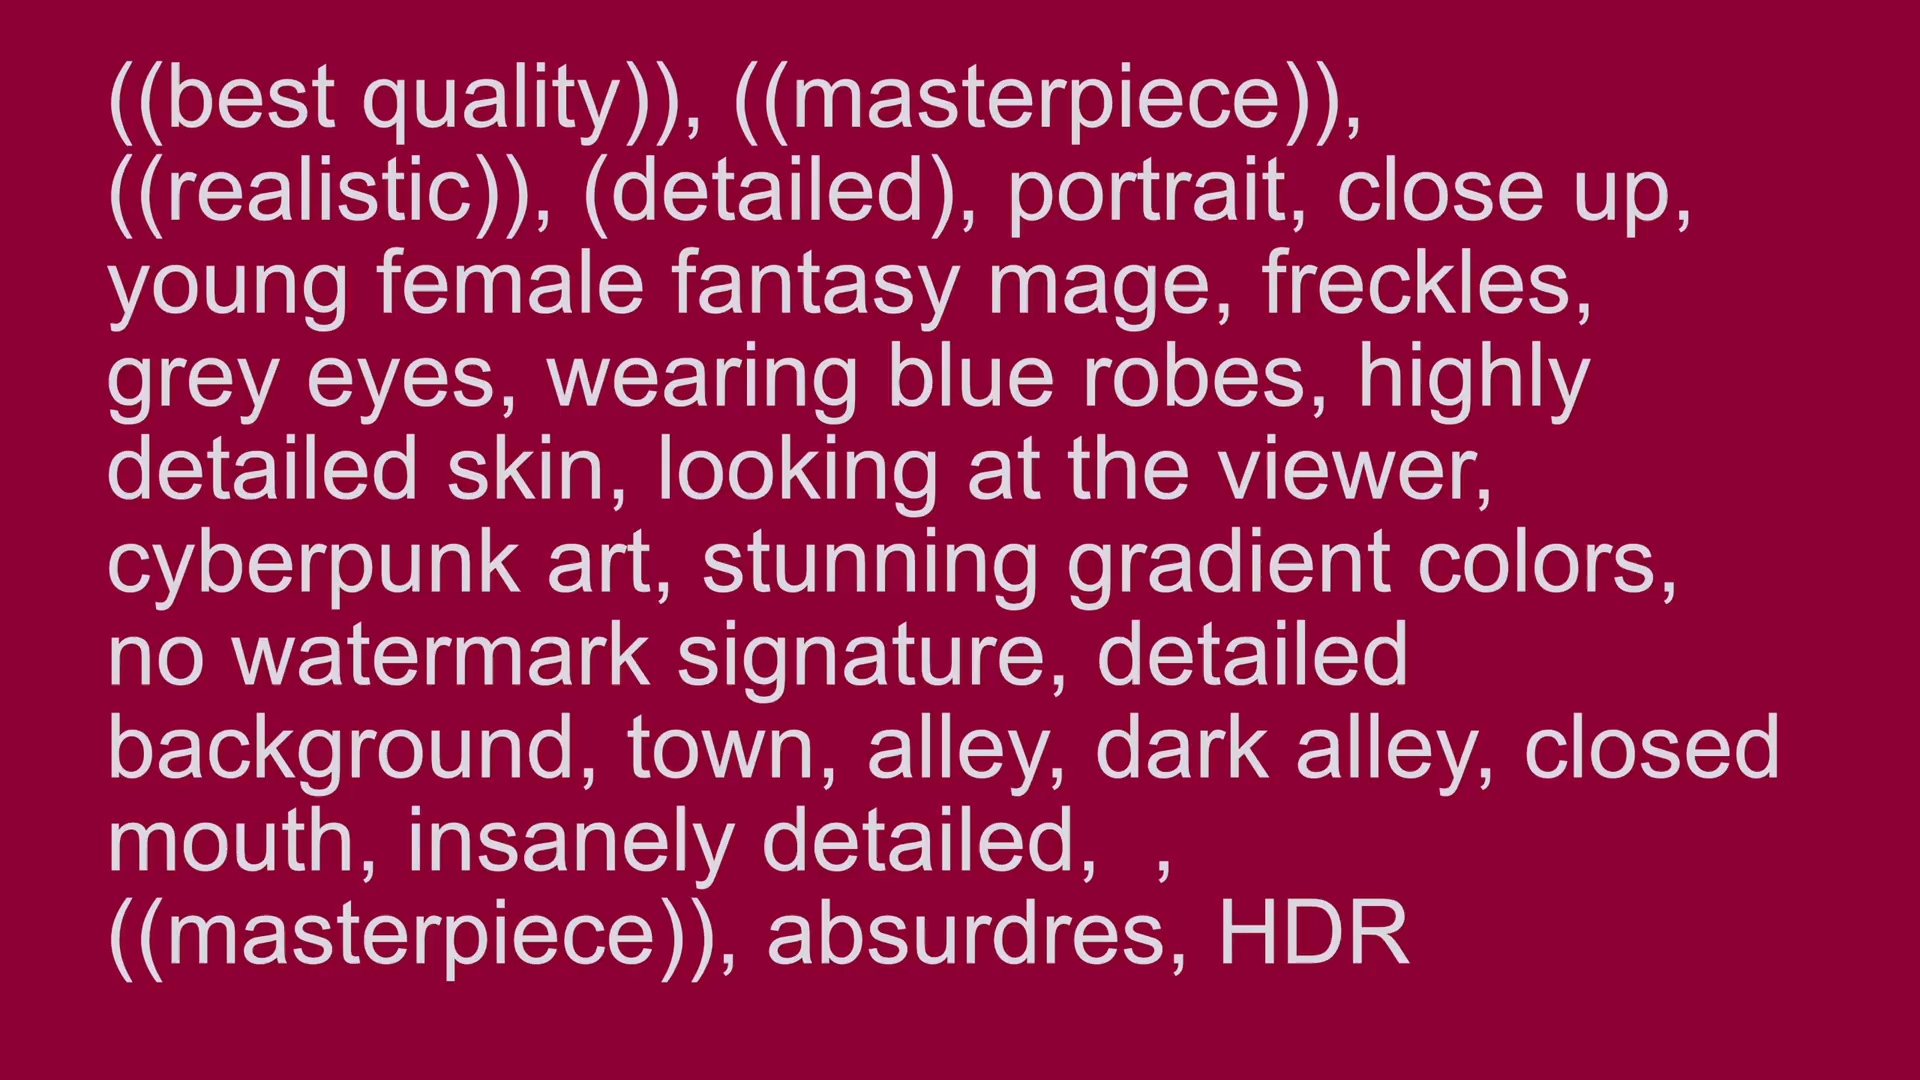 ((best quality)), ((masterpiece)),
((realistic)), (detailed), portrait, close up,
young female fantasy mage, freckles,
grey eyes, wearing blue robes, highly
detailed skin, looking at the viewer,
cyberpunk art, stunning gradient colors,
no watermark signature, detailed
background, town, alley, dark alley, closed
mouth, insanely detailed,  ,
((masterpiece)), absurdres, HDR